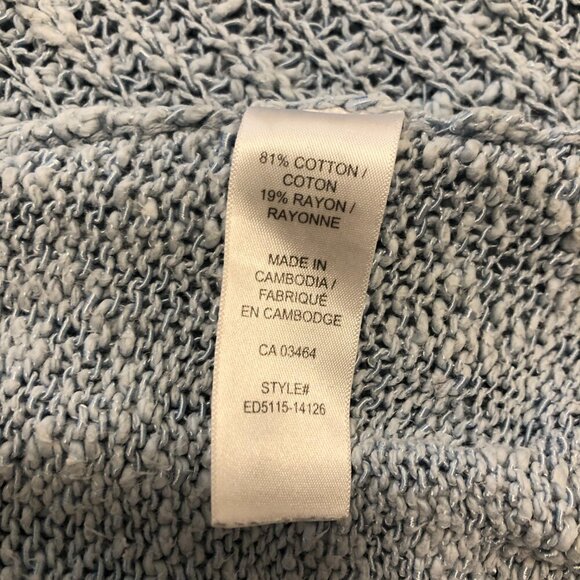 81% COTTON /
COTON
19% RAYON /
RAYONNE
MADE IN
CAMBODIA /
FABRIQUÉ
EN CAMBODGE
CA 03464
STYLE#
ED5115-14126